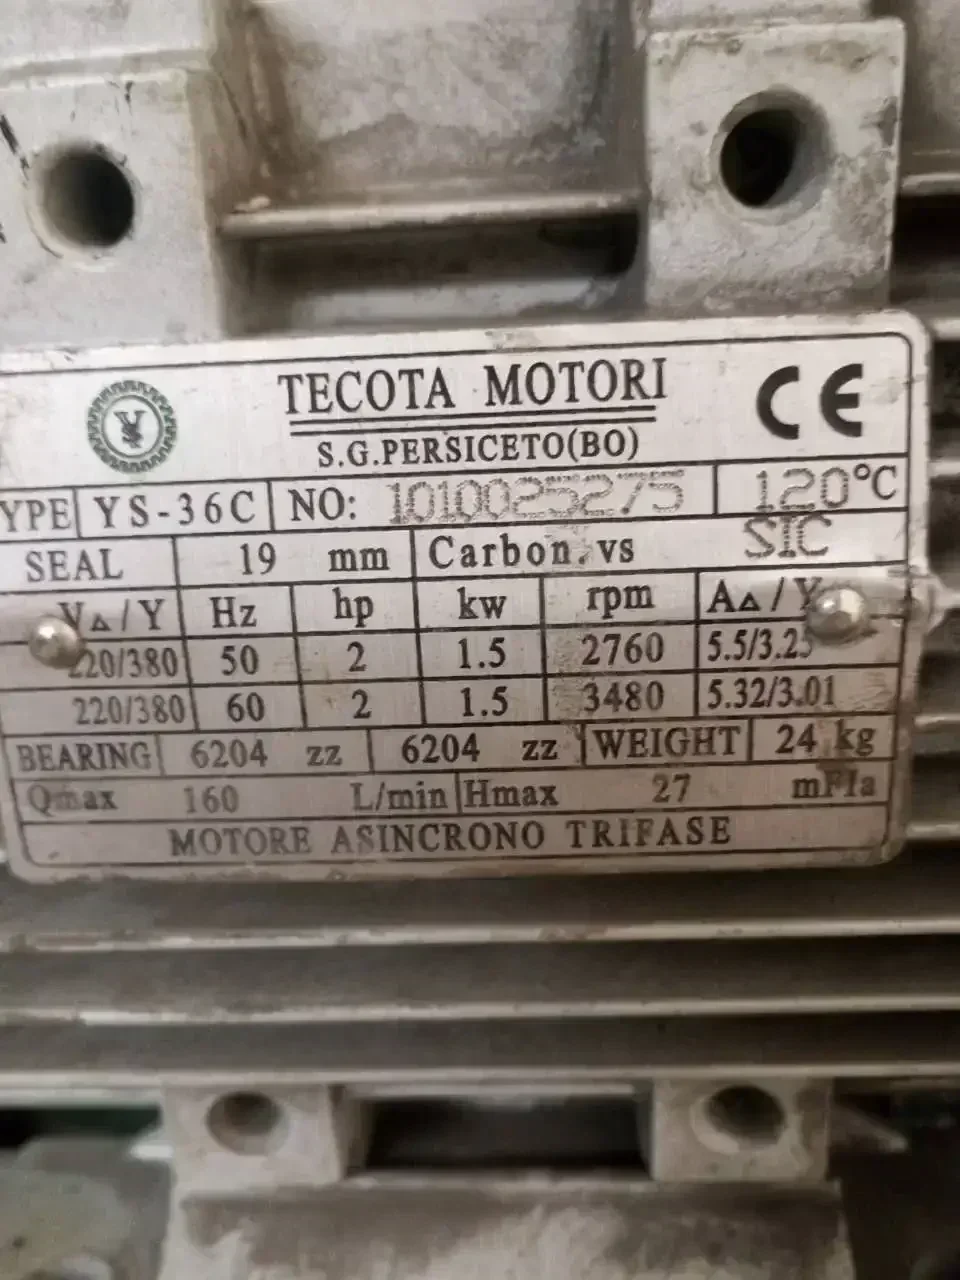 TECOTA MOTORI
CE
S.G.PERSICETO(BO)
YPE YS-36C NO: 1010025275 120°C
SEAL 19 mm Carbon. vs SIC
V△/Y Hz hp kw rpm A△/Y
220/380 50 2 1.5 2760 5.5/3.25
220/380 60 2 1.5 3480 5.32/3.01
BEARING 6204 zz 6204 zz WEIGHT 24 kg
Qmax 160 L/min Hmax 27
MOTORE ASINCRONO TRIFASE